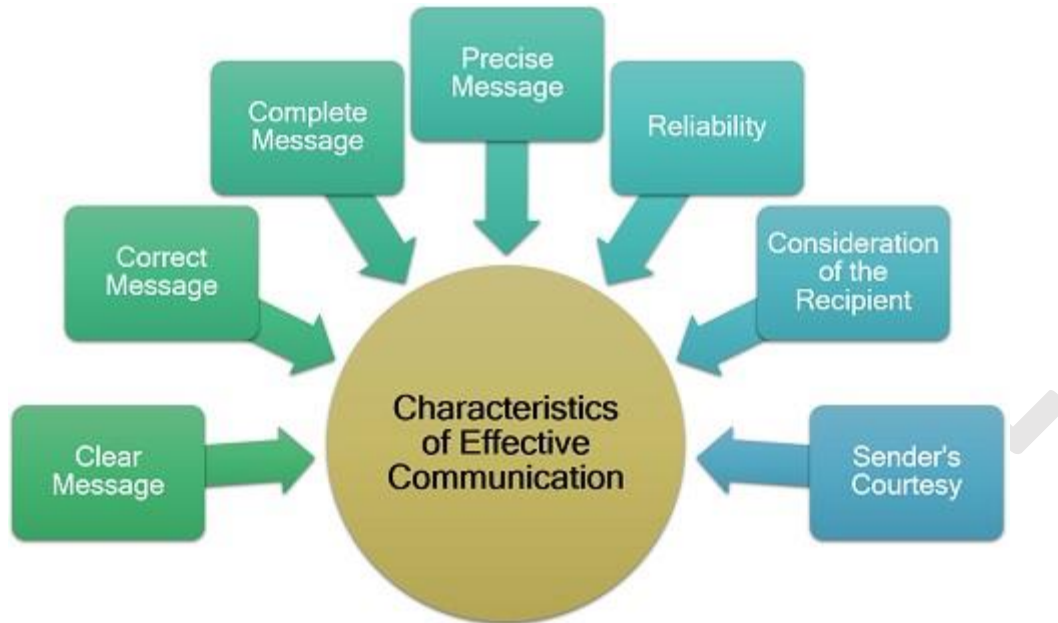 Clear
Message
Correct
Message
Complete
Message
Precise
Message
Reliability
Consideration
of the
Recipient
Sender's
Courtesy
Characteristics
of Effective
Communication